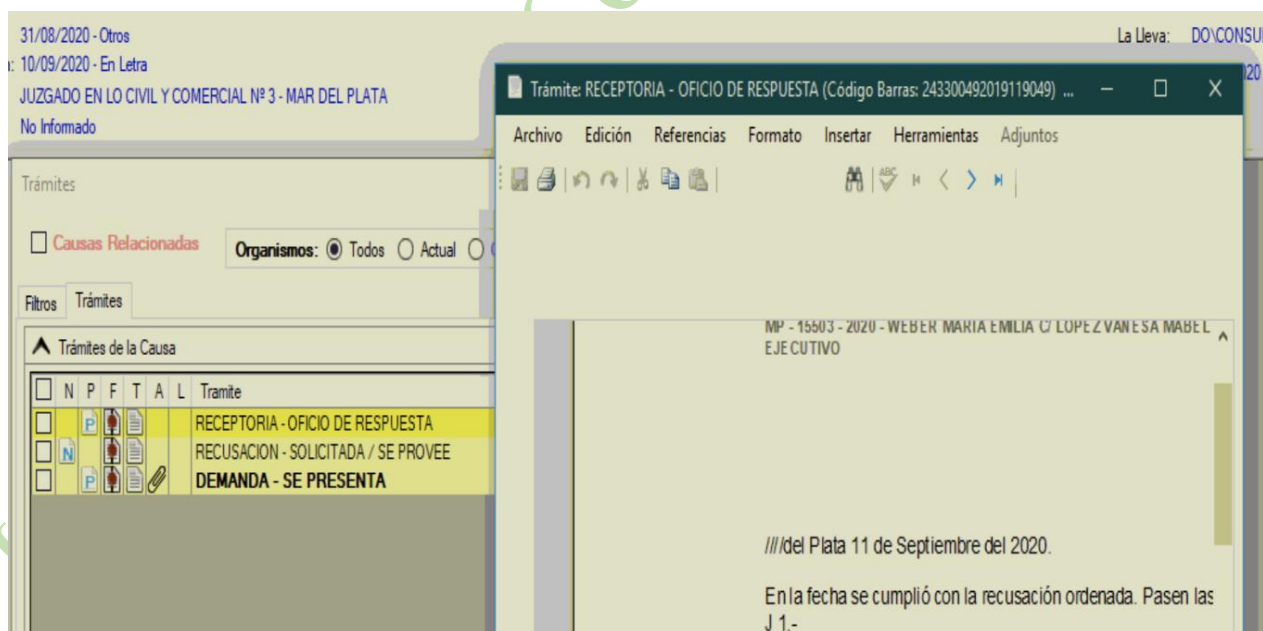 31/08/2020 - Otros
La Lleva: DO\CONSU
10/09/2020 - En Letra
JUZGADO EN LO CIVIL Y COMERCIAL Nº 3 - MAR DEL PLATA
No Informado
Trámite: RECEPTORIA - OFICIO DE RESPUESTA (Código Barras: 243300492019119049) ...
Archivo Edición Referencias Formato Insertar Herramientas Adjuntos
Trámites
Causas Relacionadas Organismos: Todos Actual
Filtros Trámites
Trámites de la Causa
N P F T A L Tramite
P RECEPTORIA - OFICIO DE RESPUESTA
N RECUSACION - SOLICITADA / SE PROVEE
P DEMANDA - SE PRESENTA
MP - 15503 - 2020 - WEBER MARIA EMILIA C/ LOPEZ VANESA MABEL
EJECUTIVO
////del Plata 11 de Septiembre del 2020.
En la fecha se cumplió con la recusación ordenada. Pasen las
J 1.-